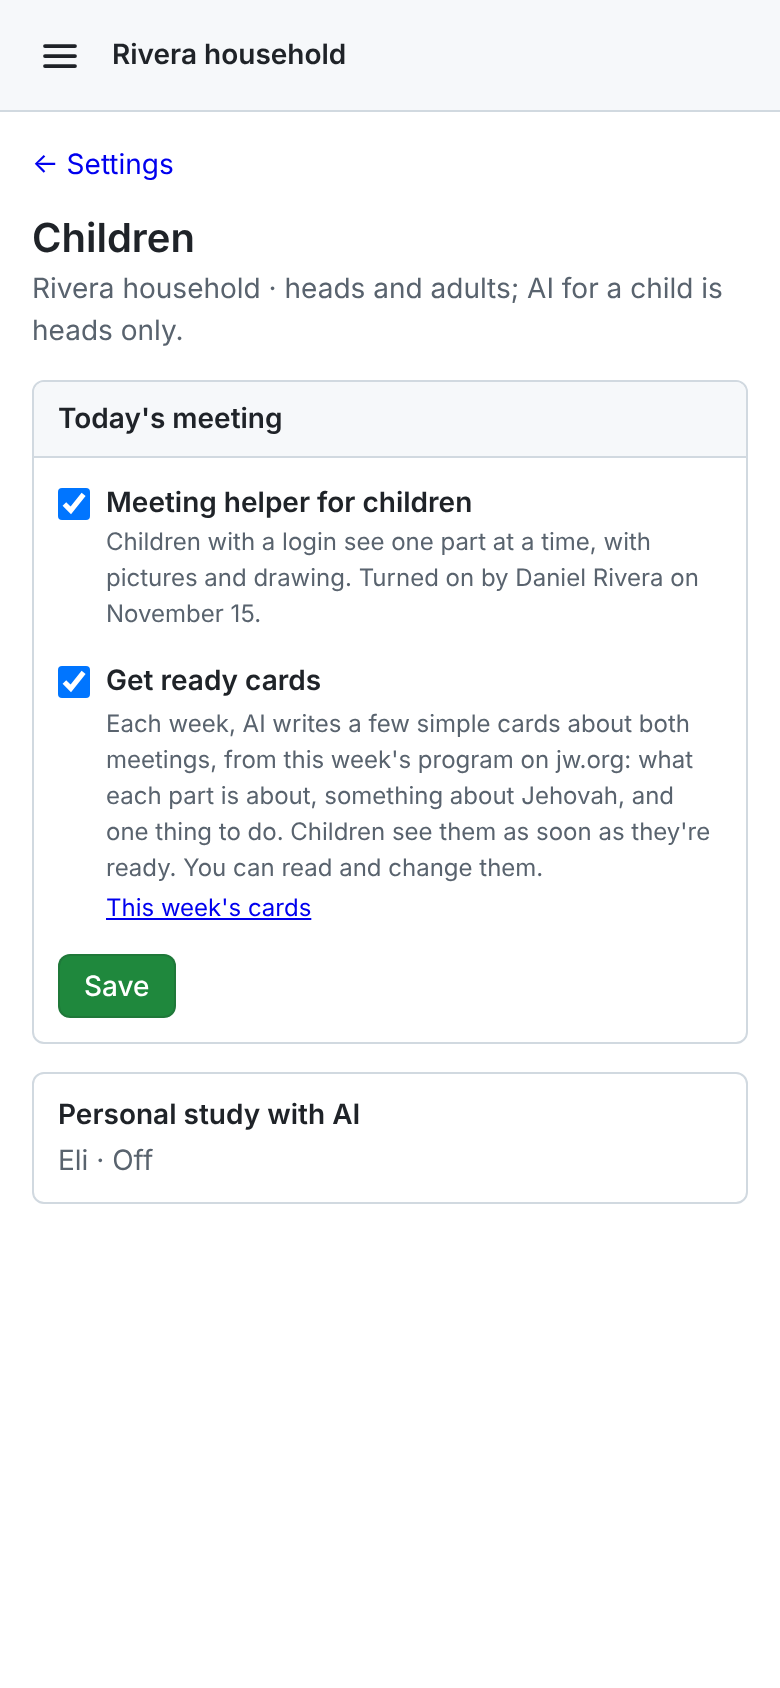 Rivera household
← Settings
Children
Rivera household · heads and adults; AI for a child is
heads only.
Today's meeting
Meeting helper for children
Children with a login see one part at a time, with
pictures and drawing. Turned on by Daniel Rivera on
November 15.
Get ready cards
Each week, AI writes a few simple cards about both
meetings, from this week's program on jw.org: what
each part is about, something about Jehovah, and
one thing to do. Children see them as soon as they're
ready. You can read and change them.
This week's cards
Save
Personal study with AI
Eli · Off